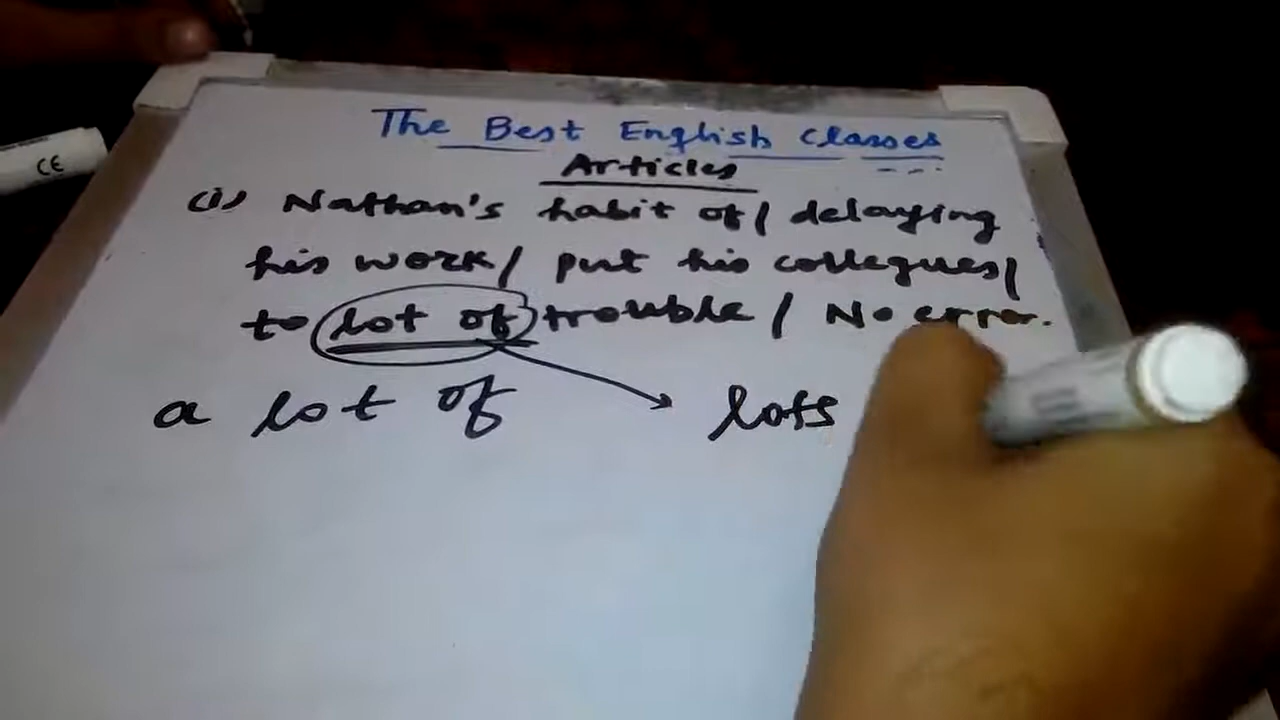 The Best English Classes
Articles
(i) Nathan's habit of/ delaying
his work/ put his collegues/
to lot of trouble / No error.
a lot of lots
CE